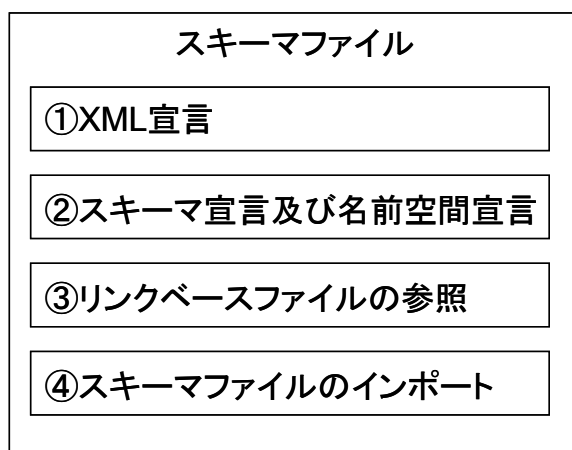 スキーマファイル
①XML宣言
②スキーマ宣言及び名前空間宣言
③リンクベースファイルの参照
④スキーマファイルのインポート